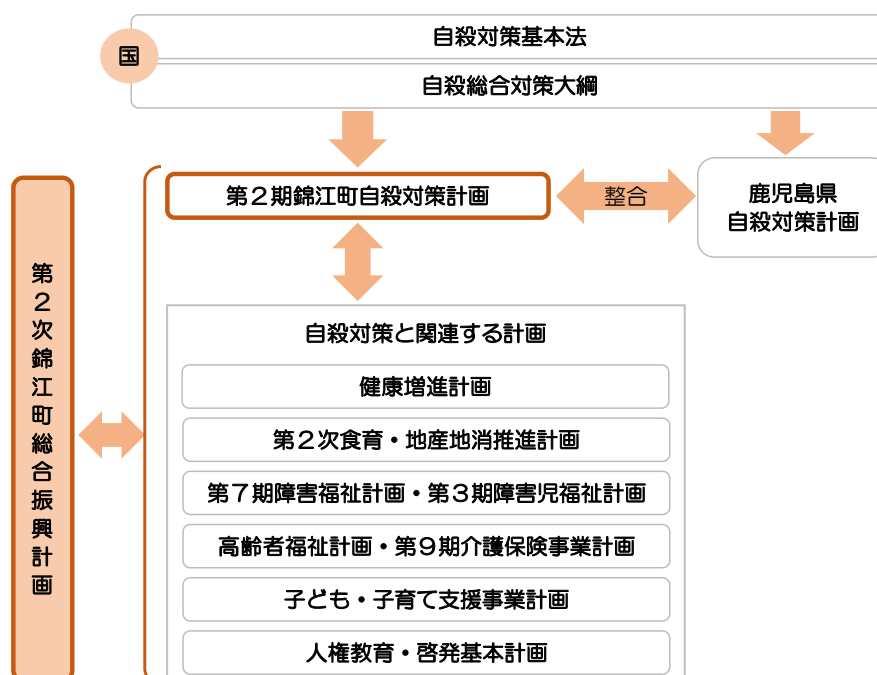 国
自殺対策基本法
自殺総合対策大綱
第２期錦江町自殺対策計画
整合
鹿児島県
自殺対策計画
第２次錦江町総合振興計画
自殺対策と関連する計画
健康増進計画
第２次食育・地産地消推進計画
第７期障害福祉計画・第３期障害児福祉計画
高齢者福祉計画・第９期介護保険事業計画
子ども・子育て支援事業計画
人権教育・啓発基本計画